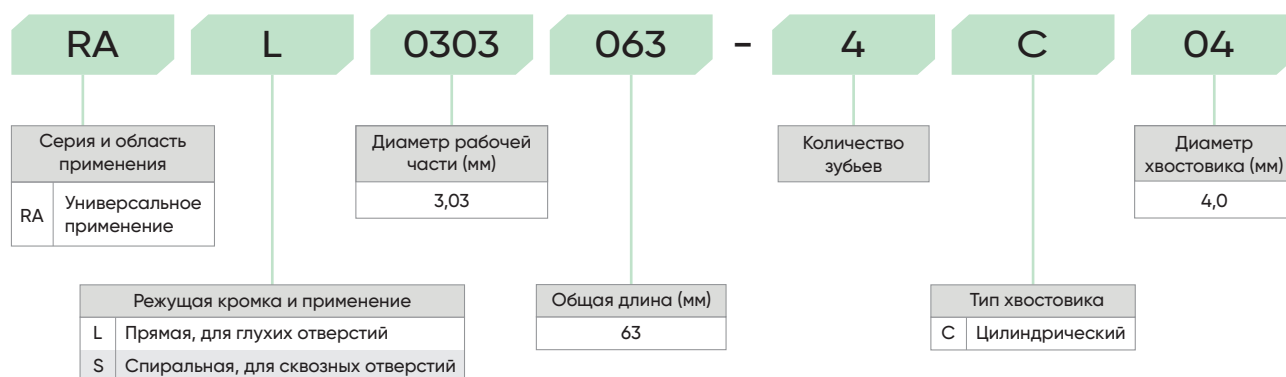 RA L 0303 063 - 4 C 04
Серия и область
применения
RA Универсальное
применение
Диаметр рабочей
части (мм)
3,03
Количество
зубьев
Диаметр
хвостовика (мм)
4,0
Режущая кромка и применение
L Прямая, для глухих отверстий
S Спиральная, для сквозных отверстий
Общая длина (мм)
63
Тип хвостовика
C Цилиндрический